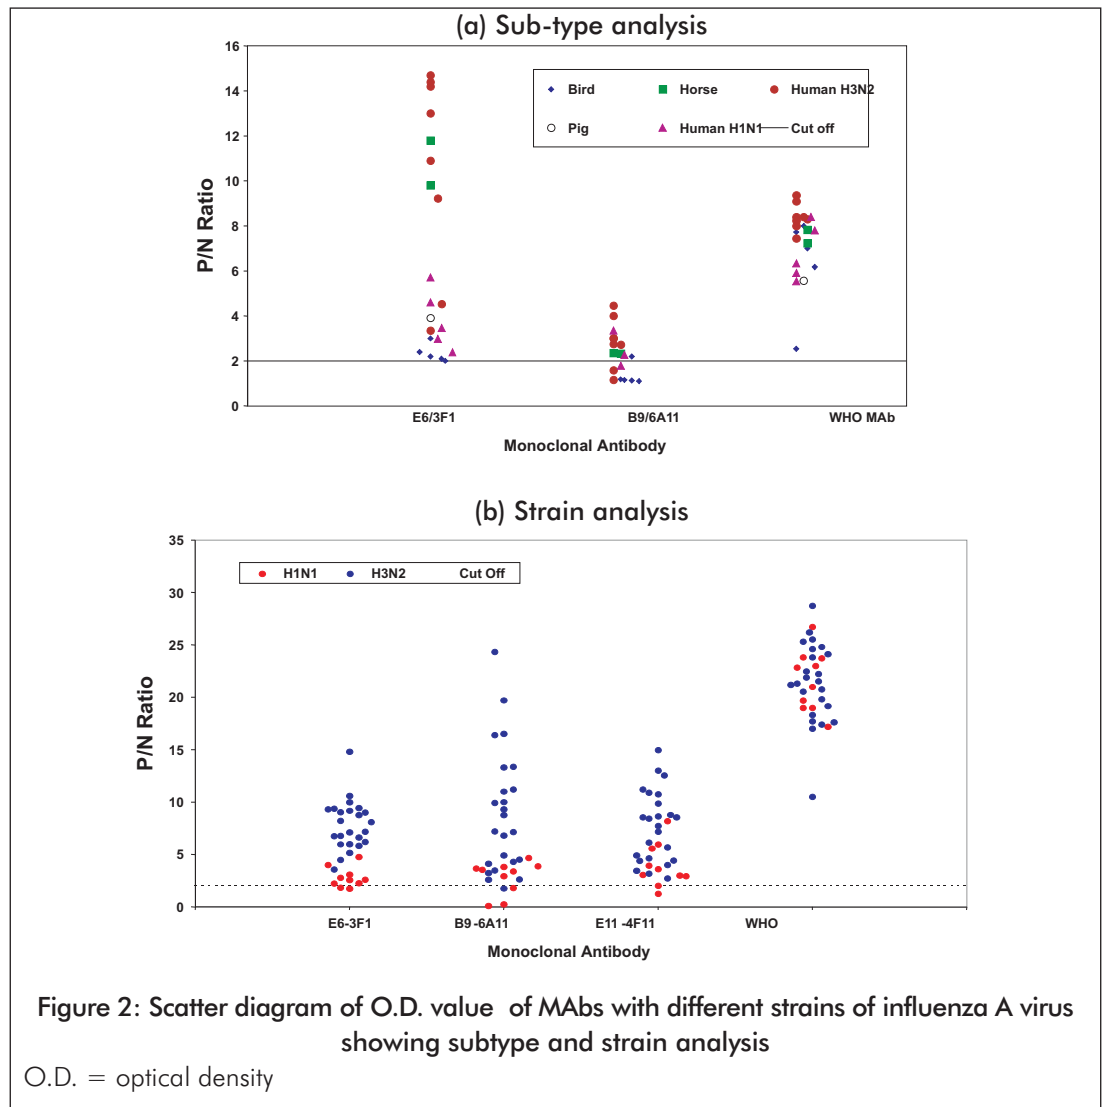 (a) Sub-type analysis
16
14
12
10
8
6
4
2
0
P/N Ratio
Bird Horse Human H3N2
Pig Human H1N1 Cut off
E6/3F1 B9/6A11 WHO MAb
Monoclonal Antibody
(b) Strain analysis
35
30
25
20
15
10
5
0
P/N Ratio
H1N1 H3N2 Cut Off
E6-3F1 B9-6A11 E11-4F11 WHO
Monoclonal Antibody
Figure 2: Scatter diagram of O.D. value of MAbs with different strains of influenza A virus
showing subtype and strain analysis
O.D. = optical density